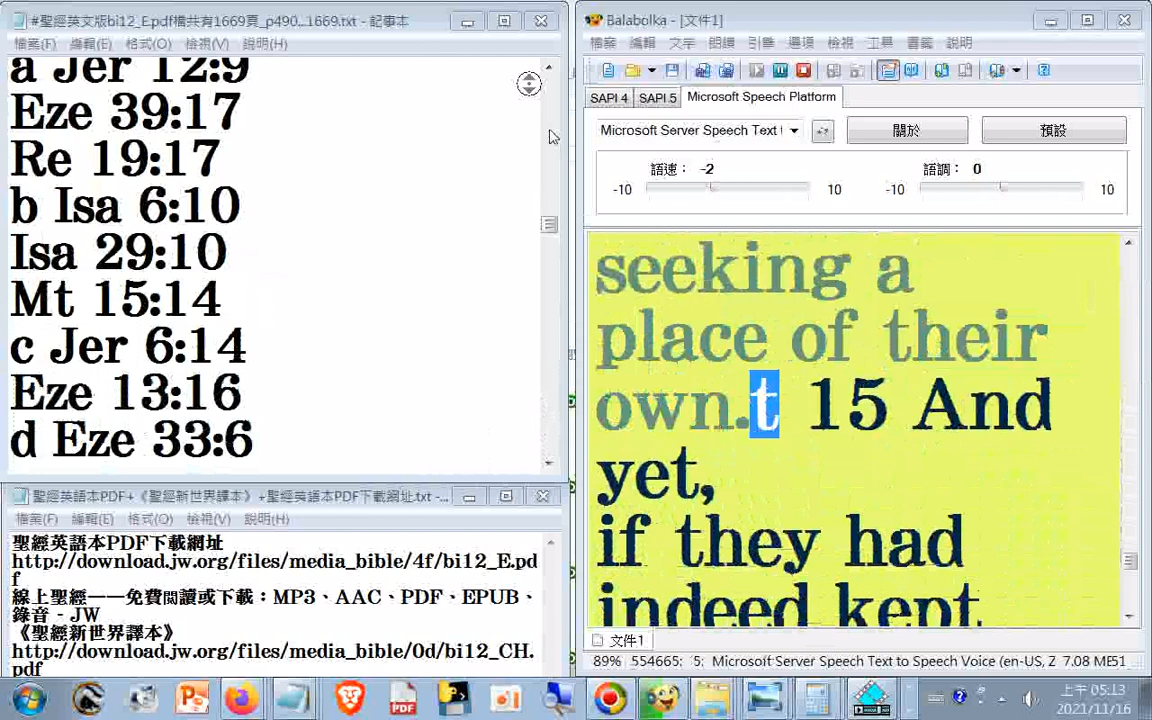 #聖經英文版bi12_E.pdf檔共有1669頁_p490...1669.txt - 記事本
檔案(F) 編輯(E) 格式(O) 檢視(V) 說明(H)
a Jer 12:9
Eze 39:17
Re 19:17
b Isa 6:10
Isa 29:10
Mt 15:14
c Jer 6:14
Eze 13:16
d Eze 33:6
聖經英語本PDF+《聖經新世界譯本》+聖經英語本PDF下載網址.txt - ...
檔案(F) 編輯(E) 格式(O) 檢視(V) 說明(H)
聖經英語本PDF下載網址
http://download.jw.org/files/media_bible/4f/bi12_E.pd
f
線上聖經——免費閱讀或下載：MP3、AAC、PDF、EPUB、
錄音 - JW
《聖經新世界譯本》
http://download.jw.org/files/media_bible/0d/bi12_CH.
pdf
Balabolka - [文件1]
檔案 編輯 文字 朗讀 引擎 選項 檢視 工具 書籤 說明
SAPI 4 SAPI 5 Microsoft Speech Platform
Microsoft Server Speech Text 關於 預設
語速： -2 語調： 0
-10 10 -10 10
seeking a
place of their
own.t 15 And
yet,
if they had
indeed kept
文件1
89% 554665: 5; Microsoft Server Speech Text to Speech Voice (en-US, Z 7.08 ME51
上午 05:13
2021/11/16